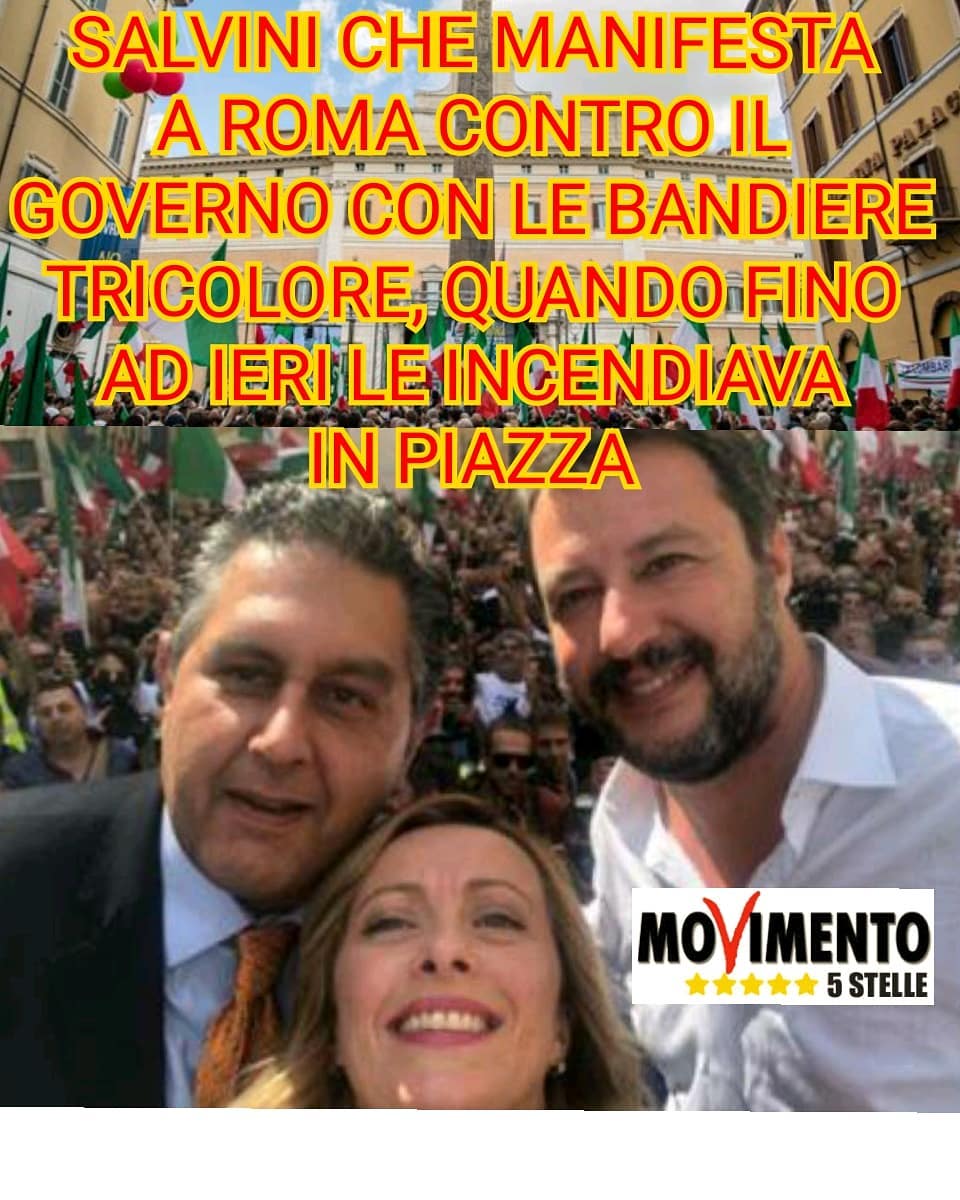 SALVINI CHE MANIFESTA
A ROMA CONTRO IL
GOVERNO CON LE BANDIERE
TRICOLORE, QUANDO FINO
AD IERI LE INCENDIAVA
IN PIAZZA
MOVIMENTO
5 STELLE